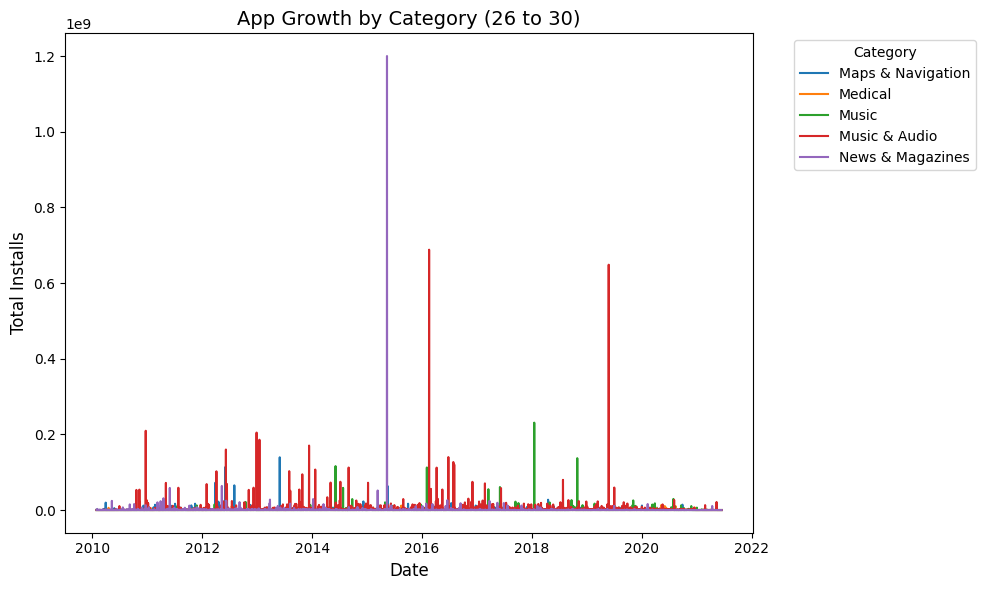 App Growth by Category (26 to 30)
1e9
1.2
1.0
0.8
0.6
0.4
0.2
0.0
Total Installs
2010
2012
2014
2016
2018
2020
2022
Date
Category
Maps & Navigation
Medical
Music
Music & Audio
News & Magazines